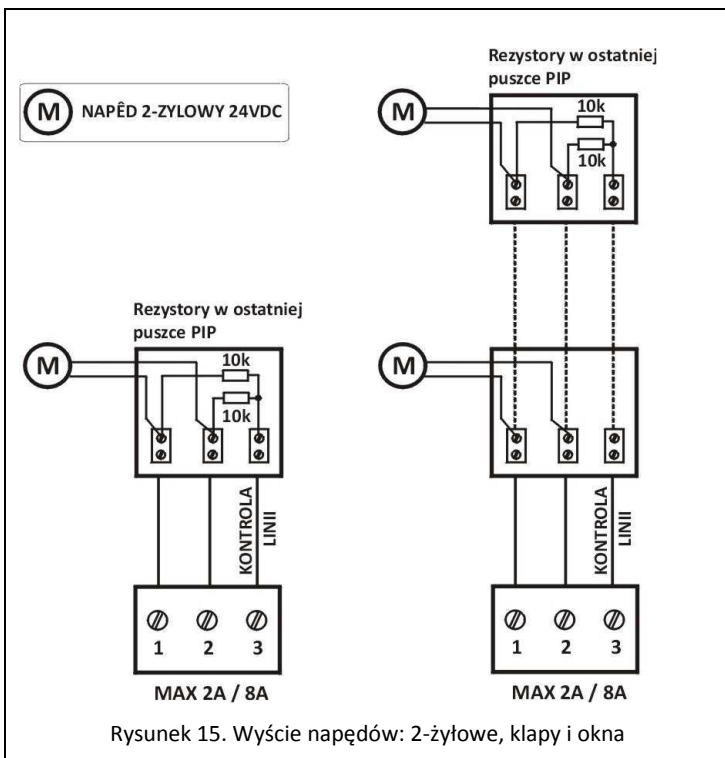 M NAPÊD 2-ZYLOWY 24VDC
Rezystory w ostatniej
puszce PIP
M
10k
10k
Rezystory w ostatniej
puszce PIP
M
10k
10k
KONTROLA
LINII
1 2 3
MAX 2A / 8A
M
KONTROLA
LINII
1 2 3
MAX 2A / 8A
Rysunek 15. Wyście napędów: 2-żyłowe, klapy i okna